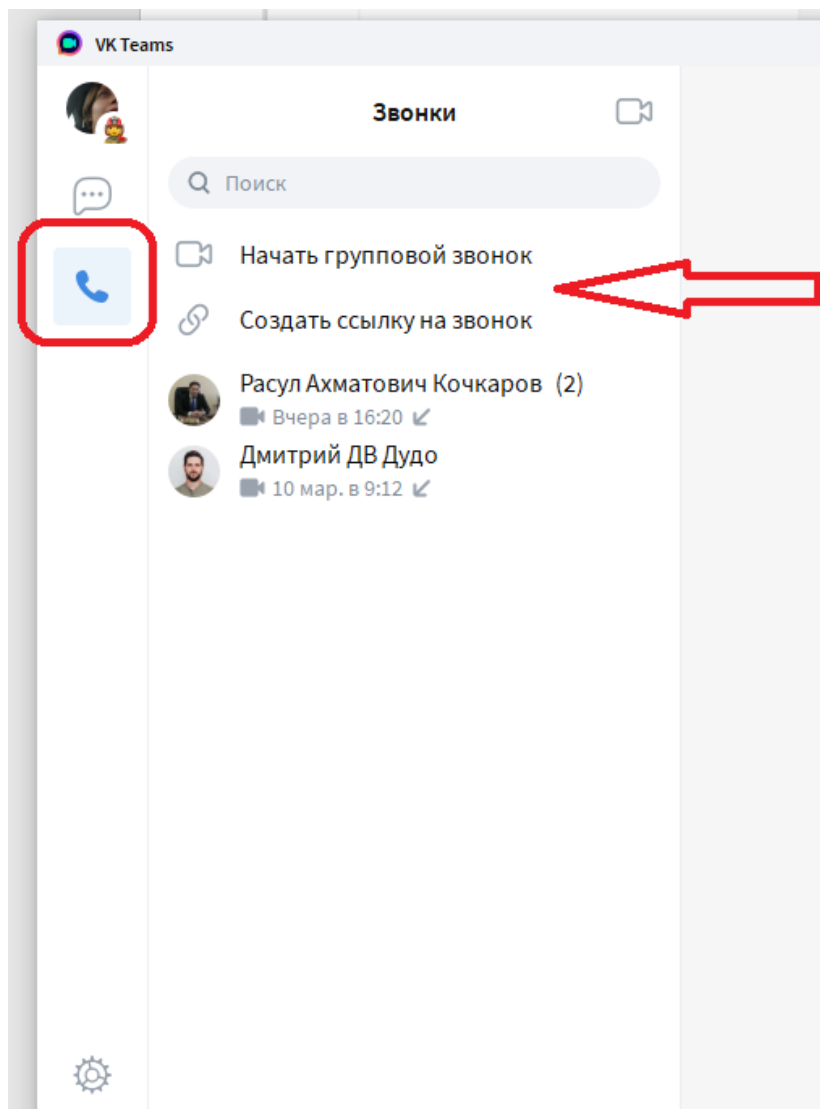 VK Teams
Звонки
Поиск
Начать групповой звонок
Создать ссылку на звонок
Расул Ахматович Кочкаров (2)
Вчера в 16:20
Дмитрий ДВ Дудо
10 мар. в 9:12